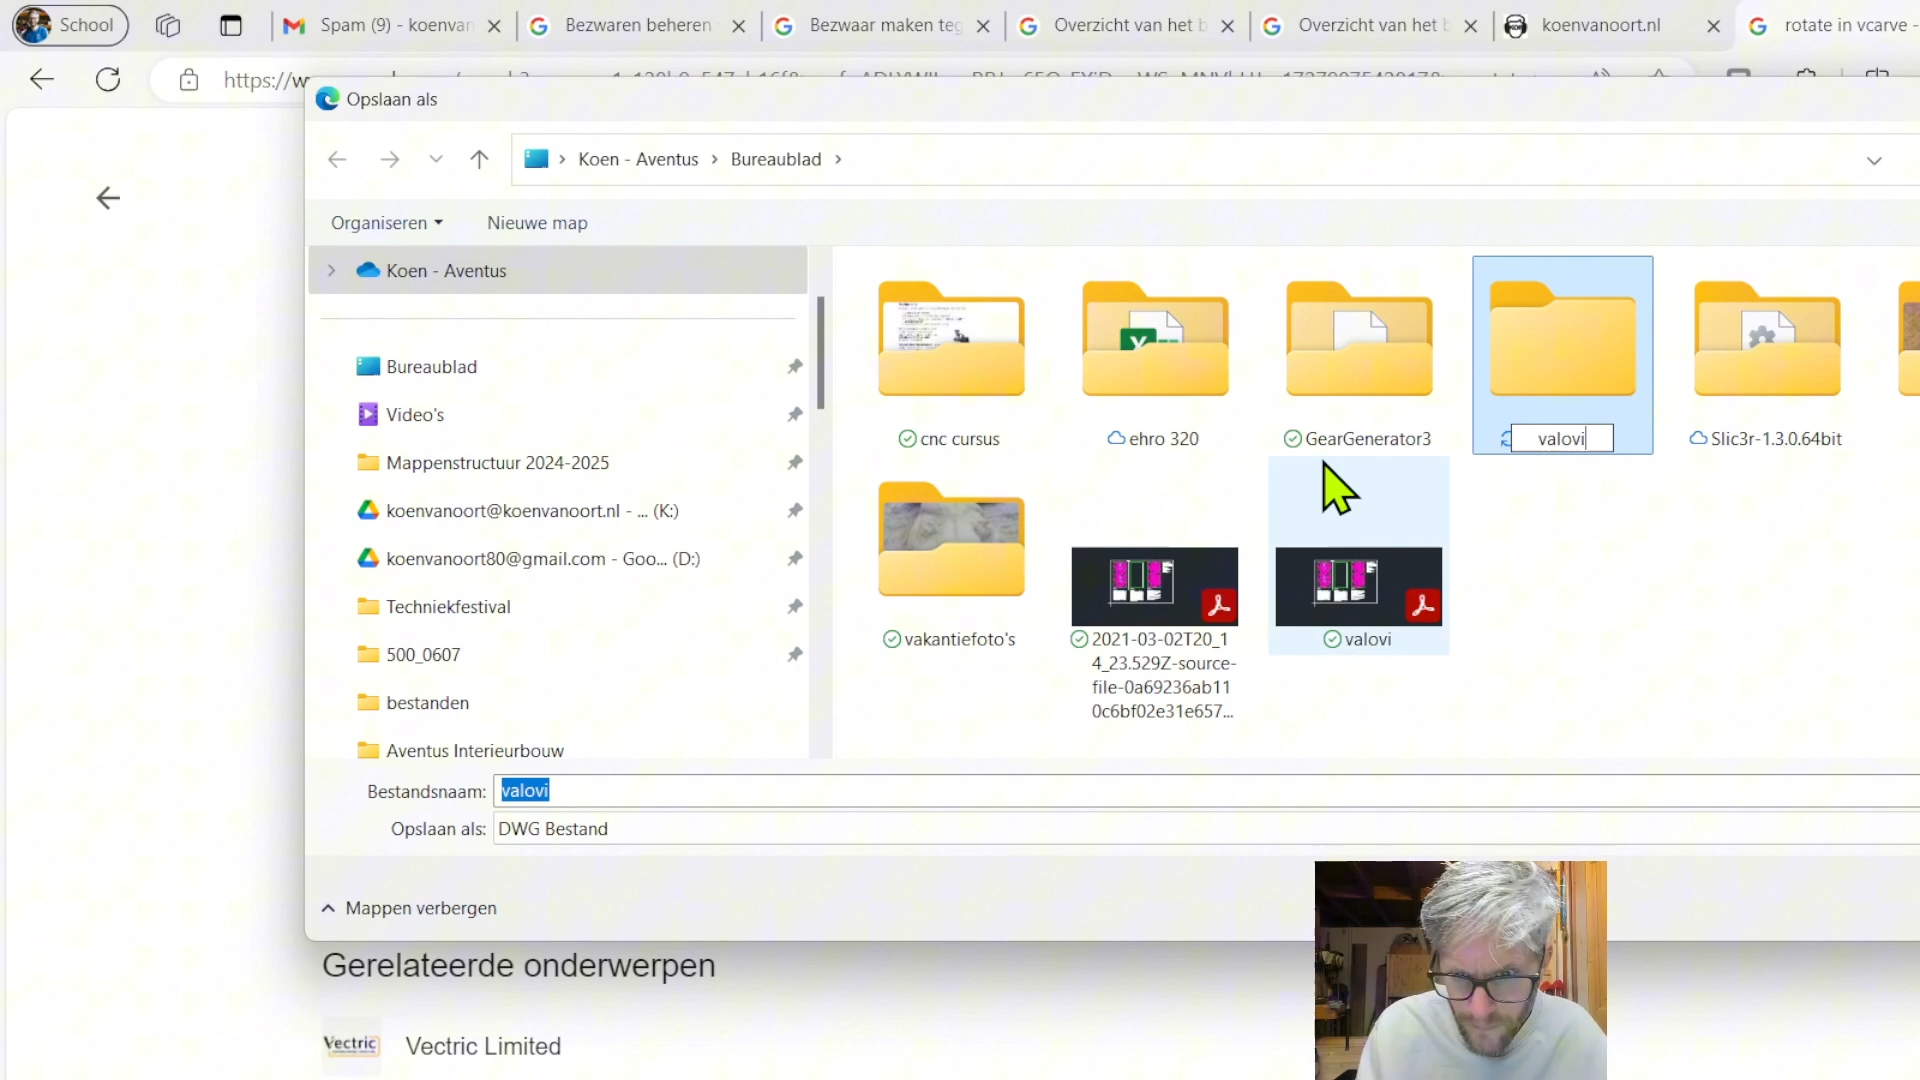 School
Spam (9) - koenvan
Bezwaren beheren
Bezwaar maken teg
Overzicht van het b
Overzicht van het b
koenvanoort.nl
rotate in vcarve -
https://w
Opslaan als
Koen - Aventus > Bureaublad >
Organiseren
Nieuwe map
Koen - Aventus
Bureaublad
Video's
Mappenstructuur 2024-2025
koenvanoort@koenvanoort.nl - ... (K:)
koenvanoort80@gmail.com - Goo... (D:)
Techniekfestival
500_0607
bestanden
Aventus Interieurbouw
cnc cursus
ehro 320
GearGenerator3
valovi
Slic3r-1.3.0.64bit
vakantiefoto's
2021-03-02T20_1
4_23.529Z-source-
file-0a69236ab11
0c6bf02e31e657...
valovi
Bestandsnaam: valovi
Opslaan als: DWG Bestand
Mappen verbergen
Gerelateerde onderwerpen
Vectric
Vectric Limited